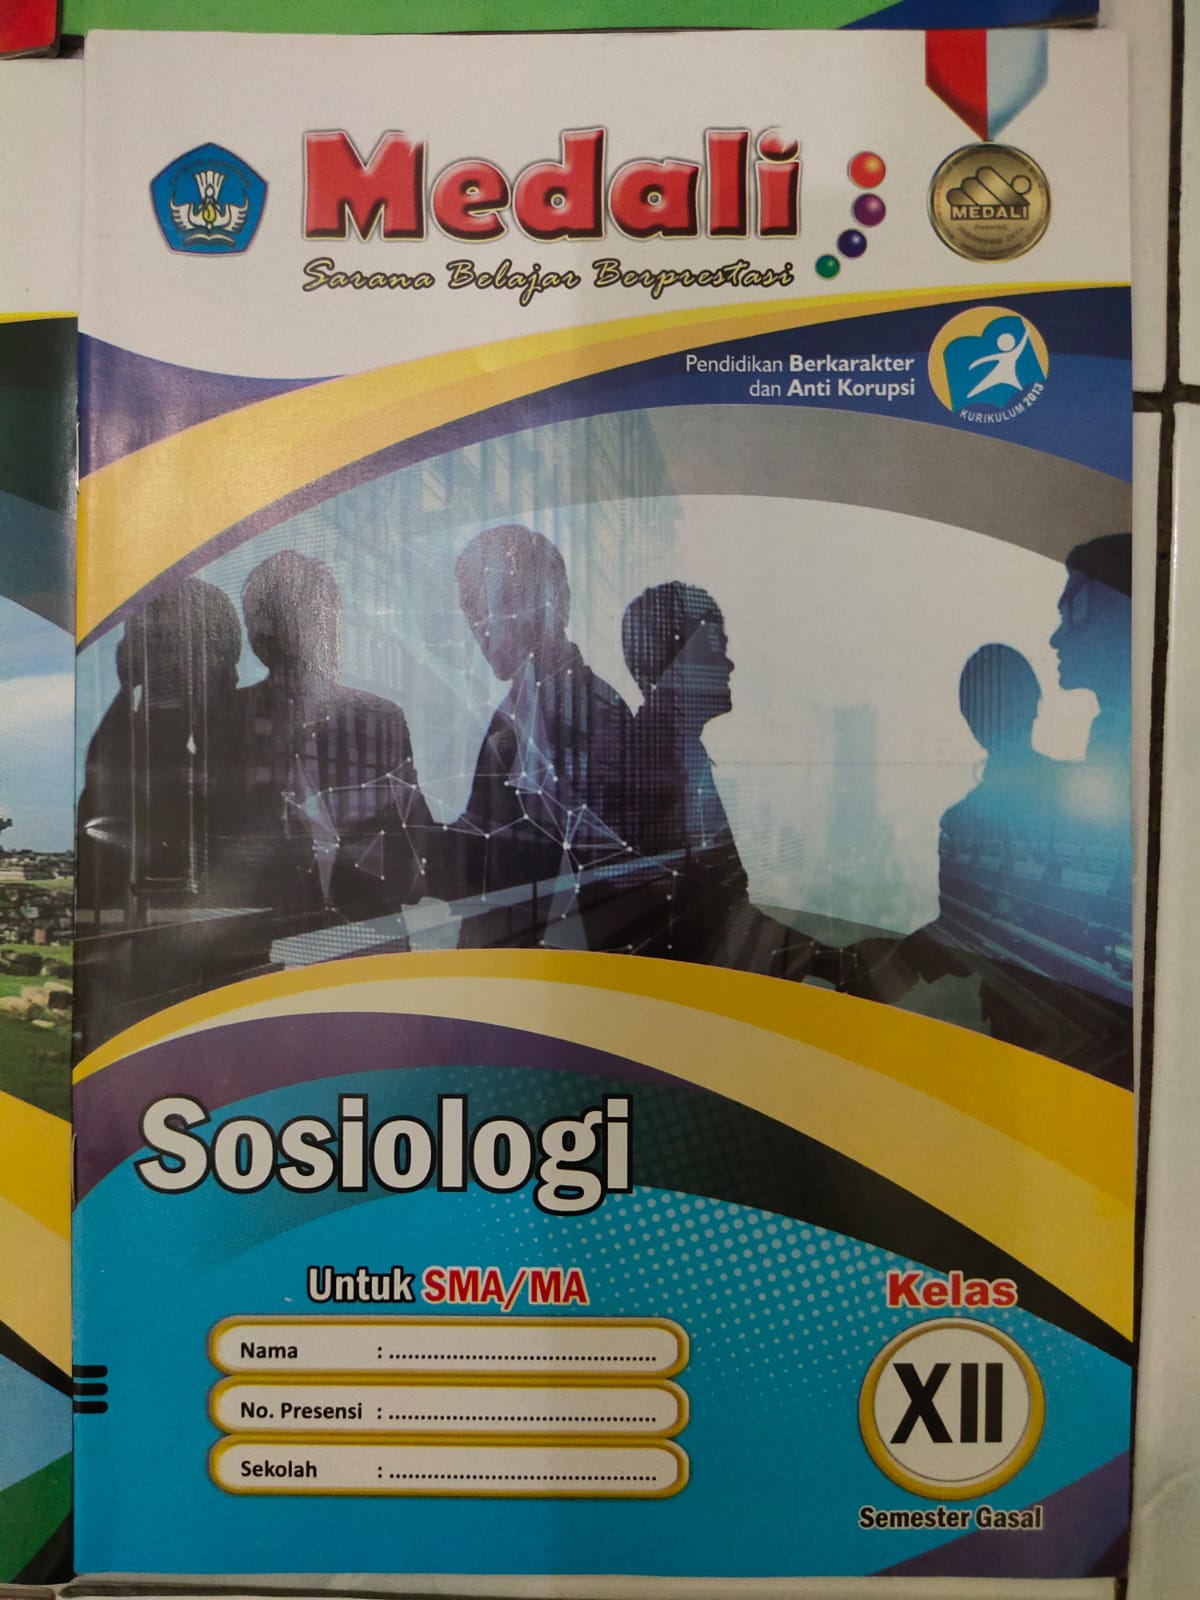 Medali
Sarana Belajar Berprestasi
MEDALI
Pendidikan Berkarakter
dan Anti Korupsi
KURIKULUM 2013
Sosiologi
Untuk SMA/MA
Kelas
Nama : ..........................................
No. Presensi : ..........................................
Sekolah : ..........................................
XII
Semester Gasal